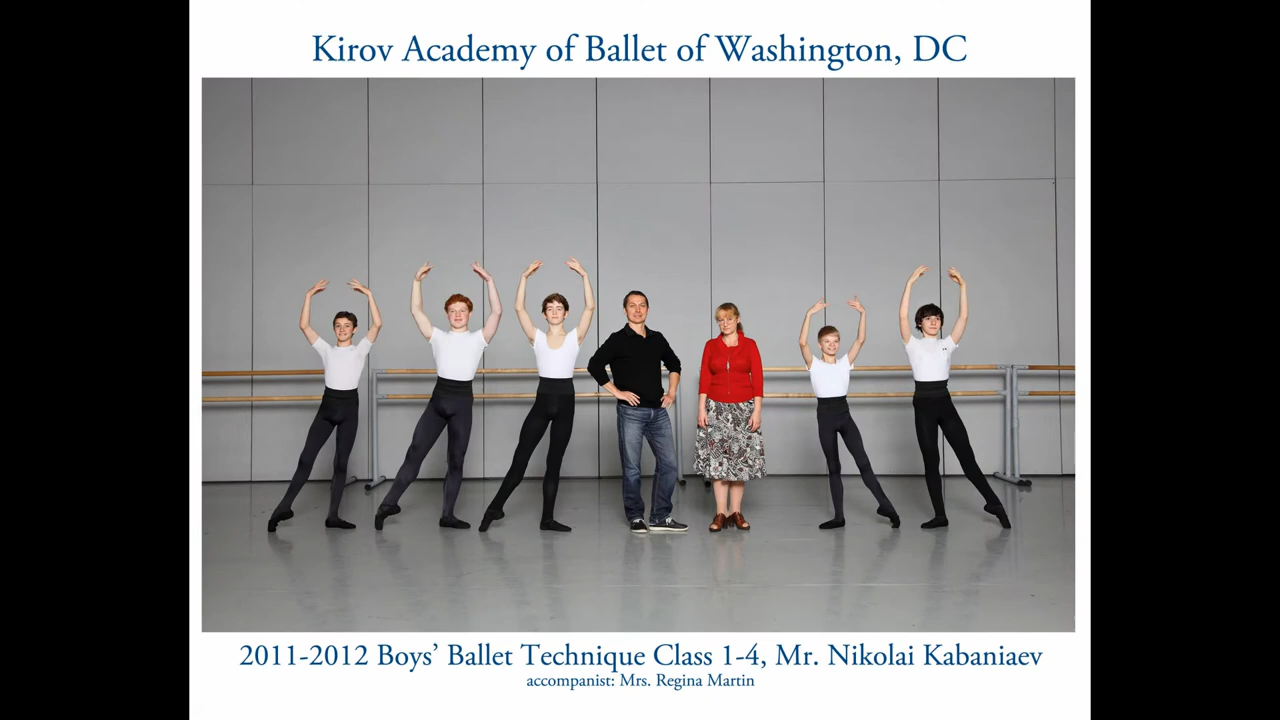 Kirov Academy of Ballet of Washington, DC
2011-2012 Boys’ Ballet Technique Class 1-4, Mr. Nikolai Kabaniaev
accompanist: Mrs. Regina Martin